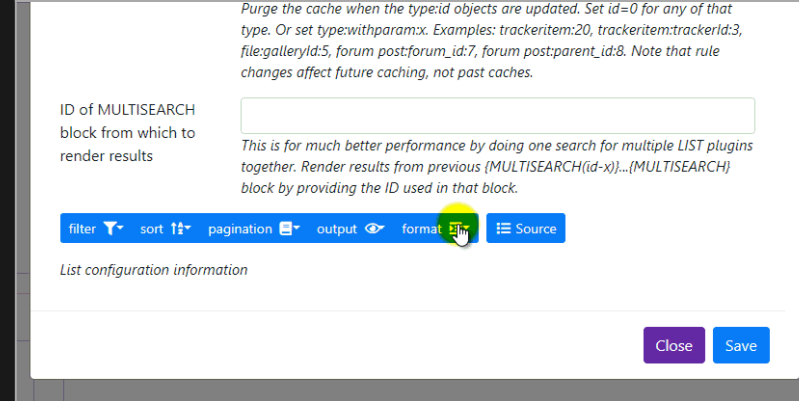 Purge the cache when the type:id objects are updated. Set id=0 for any of that
type. Or set type:withparam:x. Examples: trackeritem:20, trackeritem:trackerId:3,
file:galleryId:5, forum post:forum_id:7, forum post:parent_id:8. Note that rule
changes affect future caching, not past caches.
ID of MULTISEARCH
block from which to
render results
This is for much better performance by doing one search for multiple LIST plugins
together. Render results from previous {MULTISEARCH(id-x)}...{MULTISEARCH}
block by providing the ID used in that block.
filter sort pagination output format Source
List configuration information
Close Save